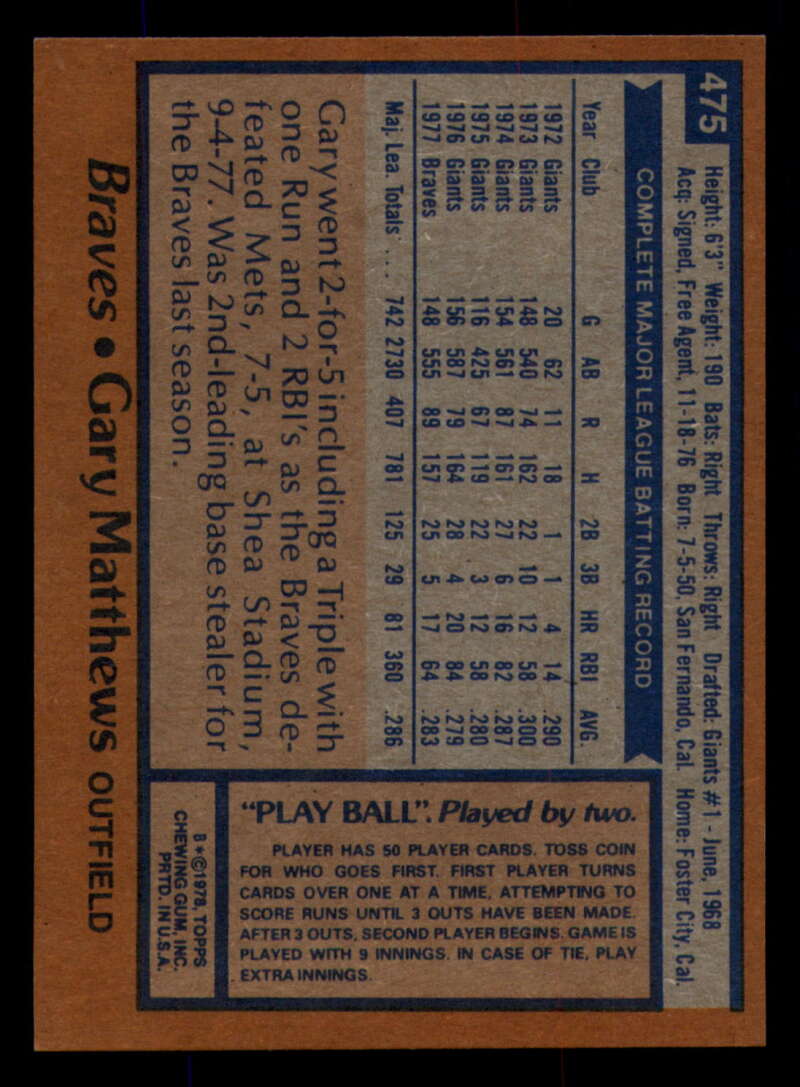 475
Height: 6'3" Weight: 190 Bats: Right Throws: Right Drafted: Giants #1 - June, 1968
Acq: Signed, Free Agent, 11-18-76 Born: 7-5-50, San Fernando, Cal. Home: Foster City, Cal.
COMPLETE MAJOR LEAGUE BATTING RECORD
Year Club G AB R H 2B 3B HR RBI AVG.
1972 Giants 20 62 11 18 1 1 4 14 .290
1973 Giants 148 540 74 162 22 10 12 58 .300
1974 Giants 154 561 87 161 27 6 16 82 .287
1975 Giants 116 425 67 119 22 3 12 58 .280
1976 Giants 156 587 79 164 28 4 20 84 .279
1977 Braves 148 555 89 157 25 5 17 64 .283
Maj. Lea. Totals .... 742 2730 407 781 125 29 81 360 .286
Gary went 2-for-5 including a Triple with
one Run and 2 RBI's as the Braves de-
feated Mets, 7-5, at Shea Stadium,
9-4-77. Was 2nd-leading base stealer for
the Braves last season.
"PLAY BALL". Played by two.
PLAYER HAS 50 PLAYER CARDS. TOSS COIN
FOR WHO GOES FIRST. FIRST PLAYER TURNS
CARDS OVER ONE AT A TIME, ATTEMPTING TO
SCORE RUNS UNTIL 3 OUTS HAVE BEEN MADE.
AFTER 3 OUTS, SECOND PLAYER BEGINS. GAME IS
PLAYED WITH 9 INNINGS. IN CASE OF TIE, PLAY
EXTRA INNINGS.
B*©1978, TOPPS
CHEWING GUM, INC.
PRTD. IN U.S.A.
Braves • Gary Matthews OUTFIELD